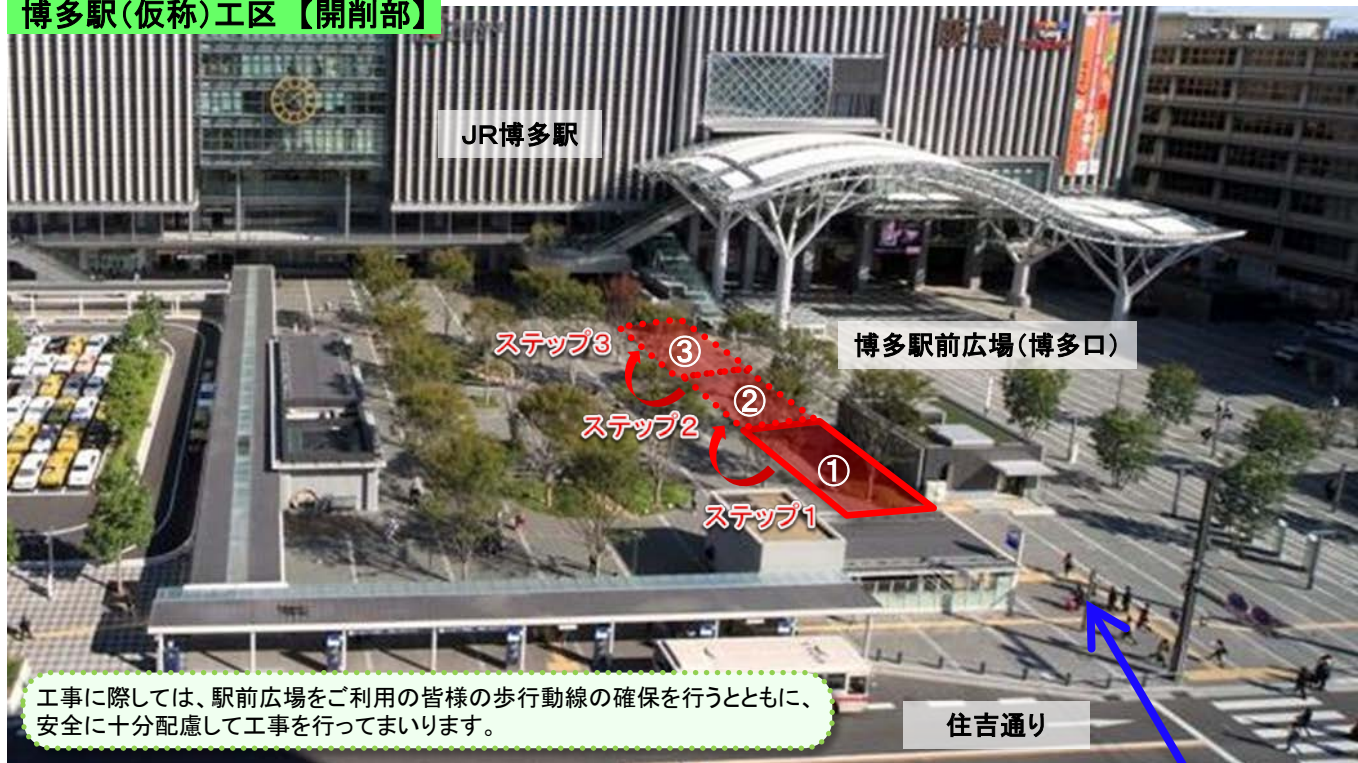 博多駅(仮称)工区 【開削部】
JR博多駅
博多駅前広場(博多口)
ステップ3
③
ステップ2
②
①
ステップ1
工事に際しては、駅前広場をご利用の皆様の歩行動線の確保を行うとともに、
安全に十分配慮して工事を行ってまいります。
住吉通り